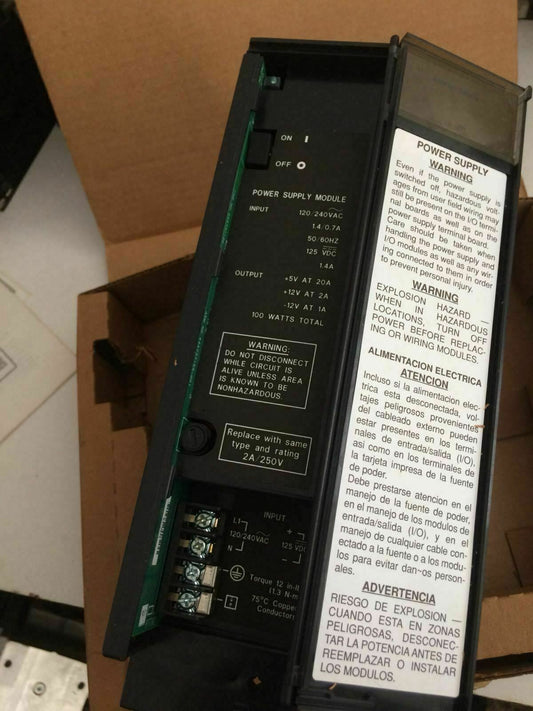 ON I
OFF O
POWER SUPPLY MODULE
INPUT 120/240VAC
1.4/0.7A
50/60HZ
125 VDC
1.4A
OUTPUT +5V AT 20A
+12V AT 2A
-12V AT 1A
100 WATTS TOTAL
WARNING:
DO NOT DISCONNECT
WHILE CIRCUIT IS
ALIVE UNLESS AREA
IS KNOWN TO BE
NONHAZARDOUS.
Replace with same
type and rating
2A/250V
INPUT
L1 +
120/240VAC 125 VDC
N -
Torque 12 in-lb
(1.3 N-m
75°C Copper
Conductors
POWER SUPPLY
WARNING
Even if the power supply is
switched off, hazardous volt-
ages from user field wiring may
still be present on the I/O termi-
nal boards as well as on the
power supply terminal board.
Care should be taken when
handling the power supply and
I/O modules as well as any wir-
ing connected to them in order
to prevent personal injury.
WARNING
EXPLOSION HAZARD —
WHEN IN HAZARDOUS
LOCATIONS, TURN OFF
POWER BEFORE REPLAC-
ING OR WIRING MODULES.
ALIMENTACION ELECTRICA
ATENCION
Incluso si la alimentacion elec-
trica esta desconectada, vol-
tajes peligrosos provenientes
del cableado externo pueden
estar presentes en los termi-
nales de entrada/salida (I/O),
asi como en los terminales de
la tarjeta impresa de la fuente
de poder.
Debe prestarse atencion en el
manejo de la fuente de poder,
en el manejo de los modulos de
entrada/salida (I/O), y en el
manejo de cualquier cable con-
ectado a la fuente o a los modu-
los para evitar dan~os person-
ales.
ADVERTENCIA
RIESGO DE EXPLOSION —
CUANDO ESTA EN ZONAS
PELIGROSAS, DESCONEC-
TAR LA POTENCIA ANTES DE
REEMPLAZAR O INSTALAR
LOS MODULOS.